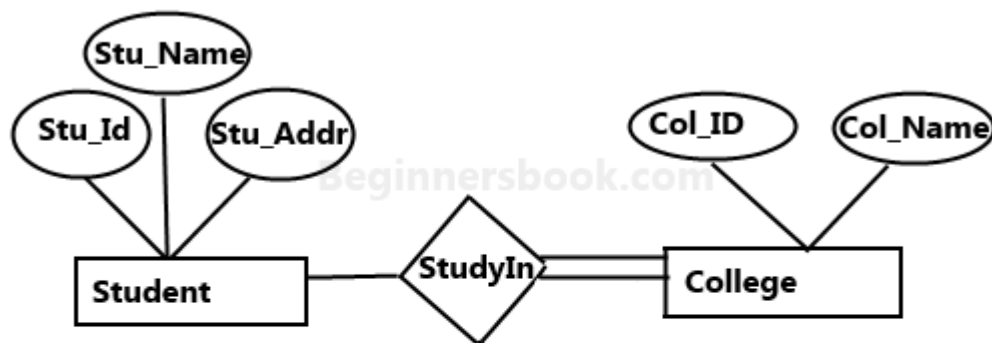 Stu_Name
Stu_Id
Stu_Addr
Col_ID
Col_Name
Beginnersbook.com
StudyIn
Student
College